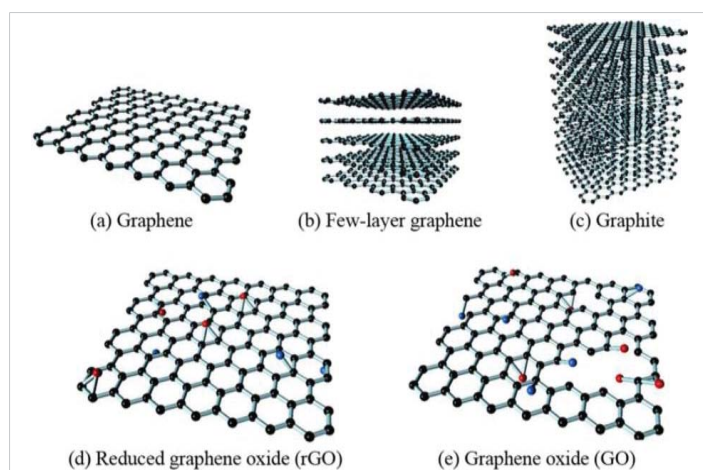 (a) Graphene
(b) Few-layer graphene
(c) Graphite
(d) Reduced graphene oxide (rGO)
(e) Graphene oxide (GO)